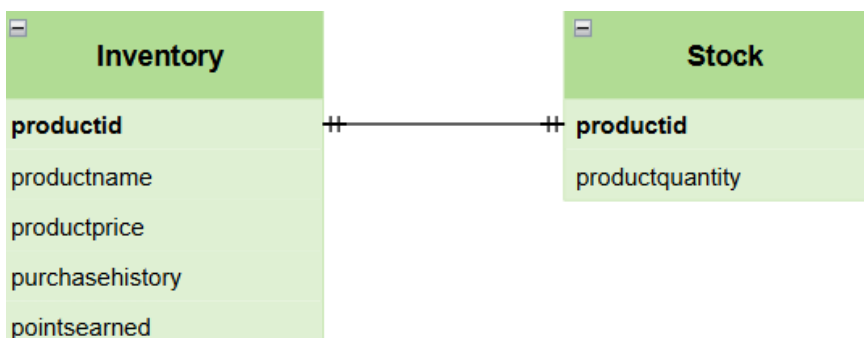 Inventory
productid
productname
productprice
purchasehistory
pointsearned
Stock
productid
productquantity